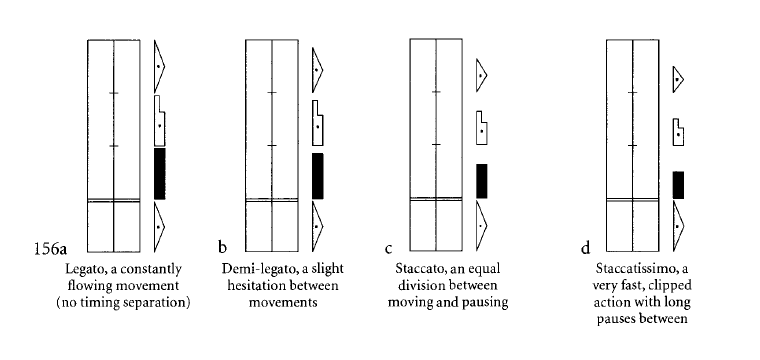 156a
Legato, a constantly
flowing movement
(no timing separation)
b
Demi-legato, a slight
hesitation between
movements
c
Staccato, an equal
division between
moving and pausing
d
Staccatissimo, a
very fast, clipped
action with long
pauses between